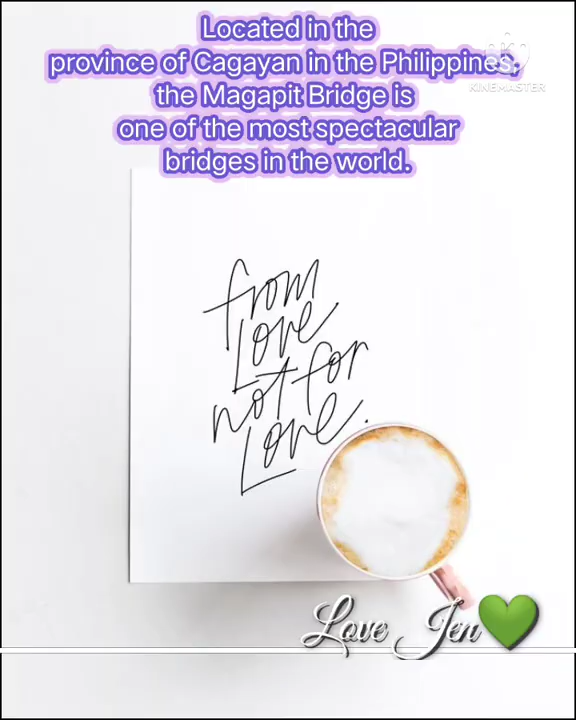 Located in the
province of Cagayan in the Philippines,
the Magapit Bridge is
one of the most spectacular
bridges in the world.
KINEMASTER
from
Love
not for
Love.
Love Jen💚